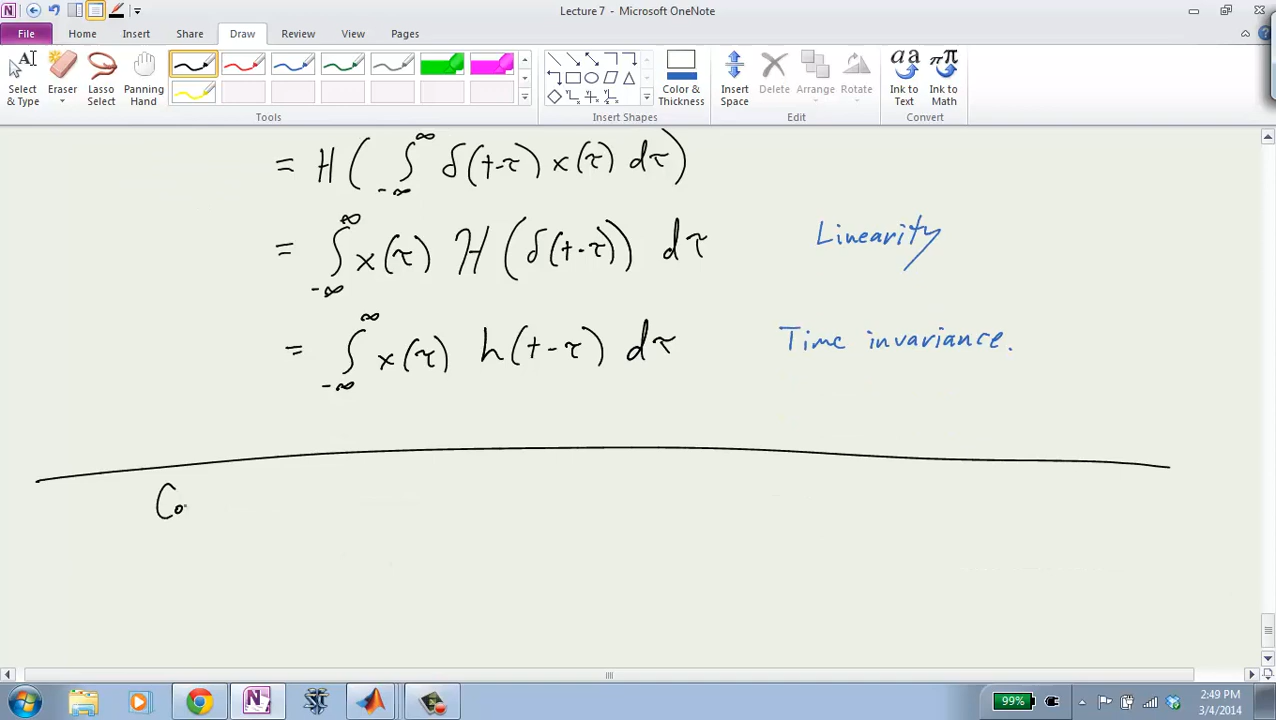 Lecture 7 - Microsoft OneNote
File Home Insert Share Draw Review View Pages
Select & Type
Eraser
Lasso Select
Panning Hand
Color & Thickness
Insert Space
Delete
Arrange
Rotate
Ink to Text
Ink to Math
Tools
Insert Shapes
Edit
Convert
= H( ∫_{-∞}^{∞} δ(t-τ) x(τ) dτ)
= ∫_{-∞}^{∞} x(τ) H(δ(t-τ)) dτ Linearity
= ∫_{-∞}^{∞} x(τ) h(t-τ) dτ Time invariance.
Co
99%
2:49 PM
3/4/2014